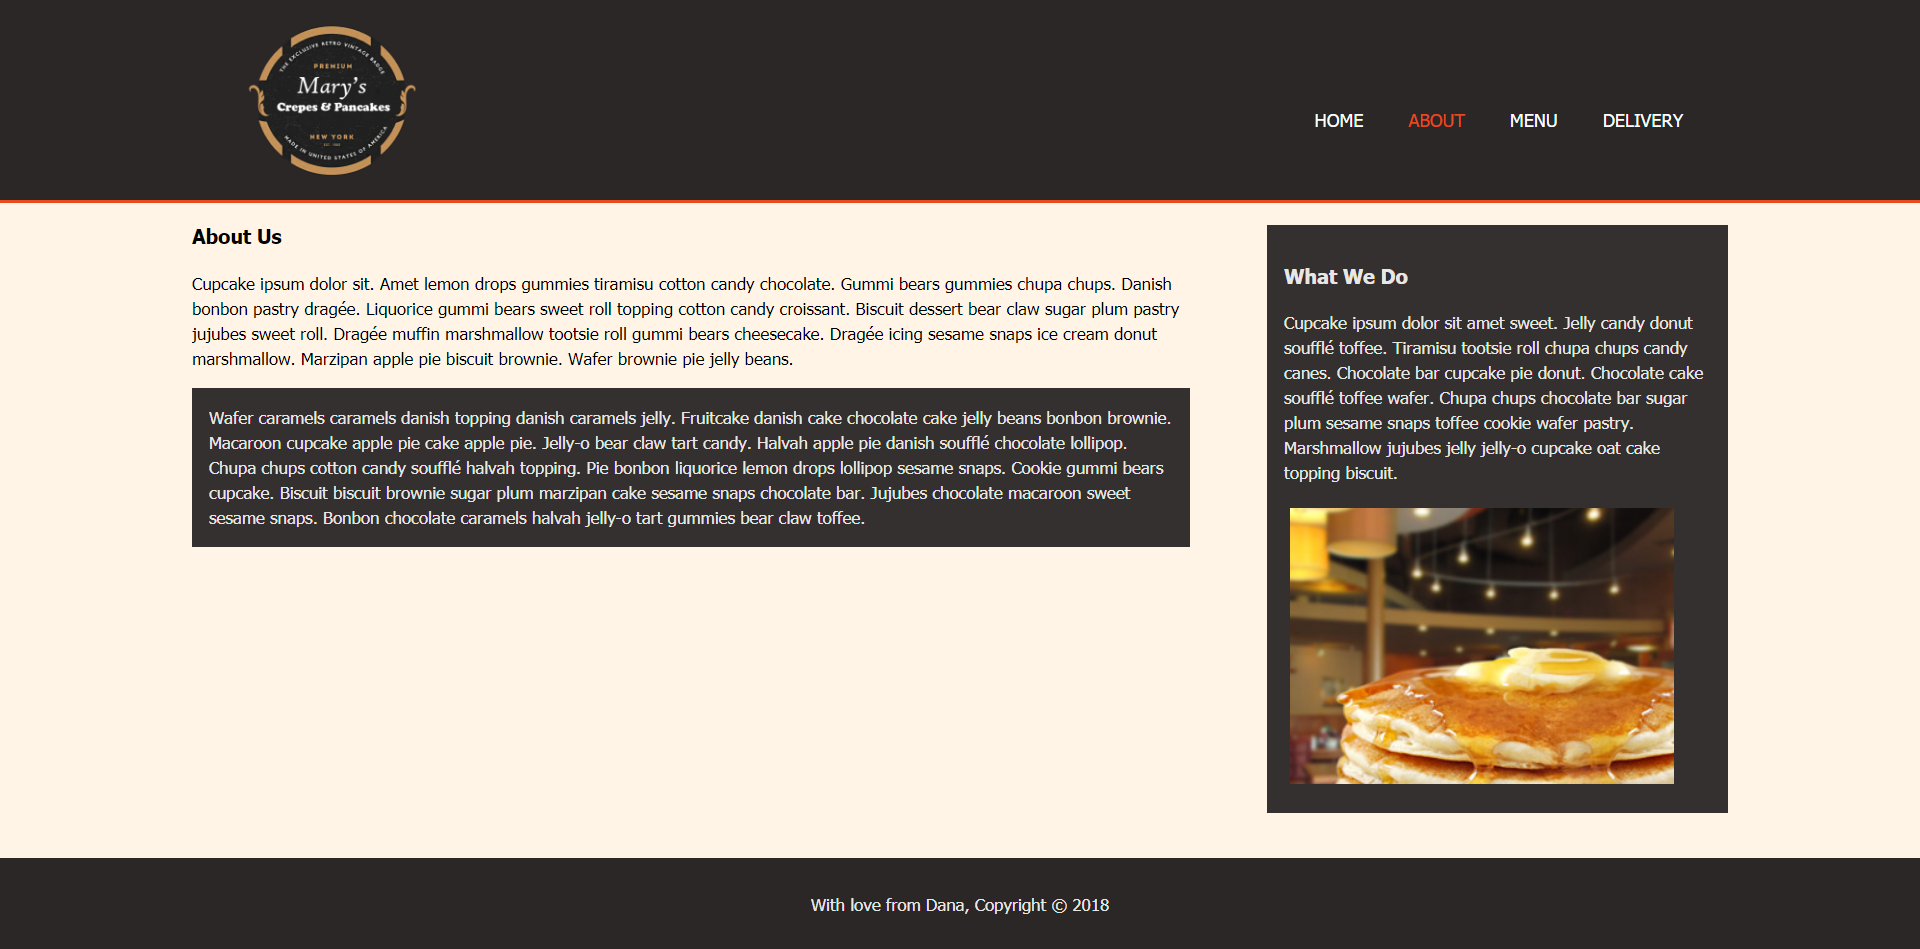 THE EXCLUSIVE RETRO VINTAGE BADGE
PREMIUM
Mary's
Crepes & Pancakes
NEW YORK
MADE IN UNITED STATES OF AMERICA
HOME ABOUT MENU DELIVERY
About Us
Cupcake ipsum dolor sit. Amet lemon drops gummies tiramisu cotton candy chocolate. Gummi bears gummies chupa chups. Danish
bonbon pastry dragée. Liquorice gummi bears sweet roll topping cotton candy croissant. Biscuit dessert bear claw sugar plum pastry
jujubes sweet roll. Dragée muffin marshmallow tootsie roll gummi bears cheesecake. Dragée icing sesame snaps ice cream donut
marshmallow. Marzipan apple pie biscuit brownie. Wafer brownie pie jelly beans.
Wafer caramels caramels danish topping danish caramels jelly. Fruitcake danish cake chocolate cake jelly beans bonbon brownie.
Macaroon cupcake apple pie cake apple pie. Jelly-o bear claw tart candy. Halvah apple pie danish soufflé chocolate lollipop.
Chupa chups cotton candy soufflé halvah topping. Pie bonbon liquorice lemon drops lollipop sesame snaps. Cookie gummi bears
cupcake. Biscuit biscuit brownie sugar plum marzipan cake sesame snaps chocolate bar. Jujubes chocolate macaroon sweet
sesame snaps. Bonbon chocolate caramels halvah jelly-o tart gummies bear claw toffee.
What We Do
Cupcake ipsum dolor sit amet sweet. Jelly candy donut
soufflé toffee. Tiramisu tootsie roll chupa chups candy
canes. Chocolate bar cupcake pie donut. Chocolate cake
soufflé toffee wafer. Chupa chups chocolate bar sugar
plum sesame snaps toffee cookie wafer pastry.
Marshmallow jujubes jelly jelly-o cupcake oat cake
topping biscuit.
With love from Dana, Copyright © 2018